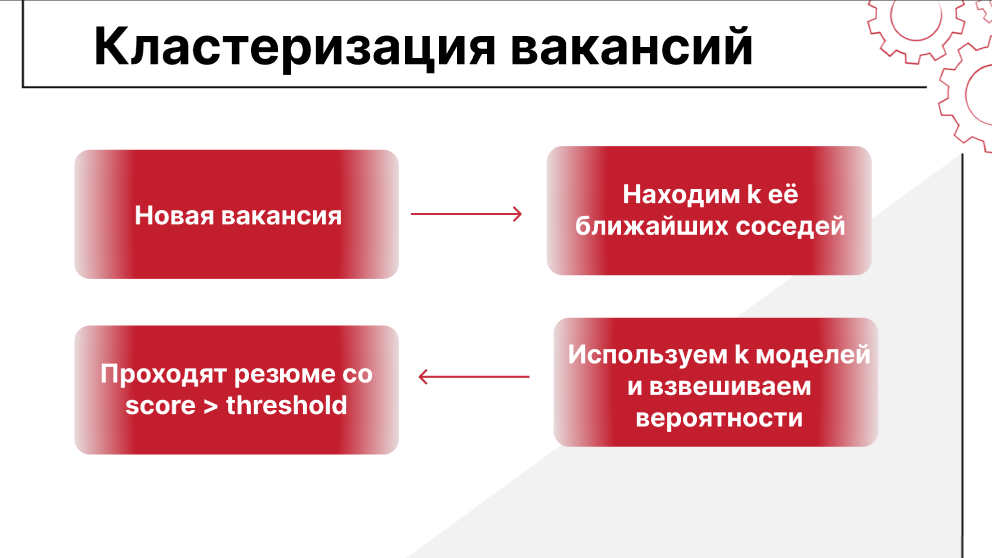 Кластеризация вакансий
Новая вакансия
Находим k её
ближайших соседей
Используем k моделей
и взвешиваем
вероятности
Проходят резюме со
score > threshold